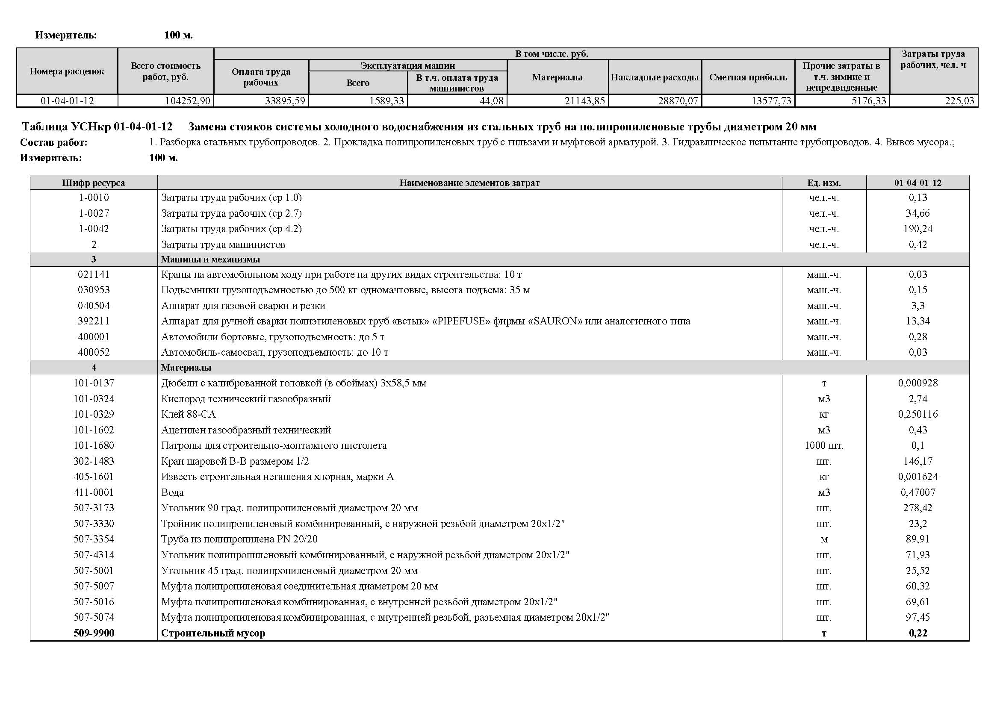 Измеритель: 100 м.
Номера расценок Всего стоимость работ, руб. В том числе, руб. Затраты труда рабочих, чел.-ч
Оплата труда рабочих Эксплуатация машин Материалы Накладные расходы Сметная прибыль Прочие затраты в т.ч. зимние и непредвиденные
Всего В т.ч. оплата труда машинистов
01-04-01-12 104252,90 33895,59 1589,33 44,08 21143,85 28870,07 13577,73 5176,33 225,03
Таблица УСНкр 01-04-01-12 Замена стояков системы холодного водоснабжения из стальных труб на полипропиленовые трубы диаметром 20 мм
Состав работ: 1. Разборка стальных трубопроводов. 2. Прокладка полипропиленовых труб с гильзами и муфтовой арматурой. 3. Гидравлическое испытание трубопроводов. 4. Вывоз мусора.;
Измеритель: 100 м.
Шифр ресурса Наименование элементов затрат Ед. изм. 01-04-01-12
1-0010 Затраты труда рабочих (ср 1.0) чел.-ч. 0,13
1-0027 Затраты труда рабочих (ср 2.7) чел.-ч. 34,66
1-0042 Затраты труда рабочих (ср 4.2) чел.-ч. 190,24
2 Затраты труда машинистов чел.-ч. 0,42
3 Машины и механизмы
021141 Краны на автомобильном ходу при работе на других видах строительства: 10 т маш.-ч. 0,03
030953 Подъемники грузоподъемностью до 500 кг одномачтовые, высота подъема: 35 м маш.-ч. 0,15
040504 Аппарат для газовой сварки и резки маш.-ч. 3,3
392211 Аппарат для ручной сварки полиэтиленовых труб «встык» «PIPEFUSE» фирмы «SAURON» или аналогичного типа маш.-ч. 13,34
400001 Автомобили бортовые, грузоподъемность: до 5 т маш.-ч. 0,28
400052 Автомобиль-самосвал, грузоподъемность: до 10 т маш.-ч. 0,03
4 Материалы
101-0137 Дюбели с калиброванной головкой (в обоймах) 3х58,5 мм т 0,000928
101-0324 Кислород технический газообразный м3 2,74
101-0329 Клей 88-СА кг 0,250116
101-1602 Ацетилен газообразный технический м3 0,43
101-1680 Патроны для строительно-монтажного пистолета 1000 шт. 0,1
302-1483 Кран шаровой В-В размером 1/2 шт. 146,17
405-1601 Известь строительная негашеная хлорная, марки А кг 0,001624
411-0001 Вода м3 0,47007
507-3173 Угольник 90 град. полипропиленовый диаметром 20 мм шт. 278,42
507-3330 Тройник полипропиленовый комбинированный, с наружной резьбой диаметром 20х1/2" шт. 23,2
507-3354 Труба из полипропилена PN 20/20 м 89,91
507-4314 Угольник полипропиленовый комбинированный, с наружной резьбой диаметром 20х1/2" шт. 71,93
507-5001 Угольник 45 град. полипропиленовый диаметром 20 мм шт. 25,52
507-5007 Муфта полипропиленовая соединительная диаметром 20 мм шт. 60,32
507-5016 Муфта полипропиленовая комбинированная, с внутренней резьбой диаметром 20х1/2" шт. 69,61
507-5074 Муфта полипропиленовая комбинированная, с внутренней резьбой, разъемная диаметром 20х1/2" шт. 97,45
509-9900 Строительный мусор т 0,22